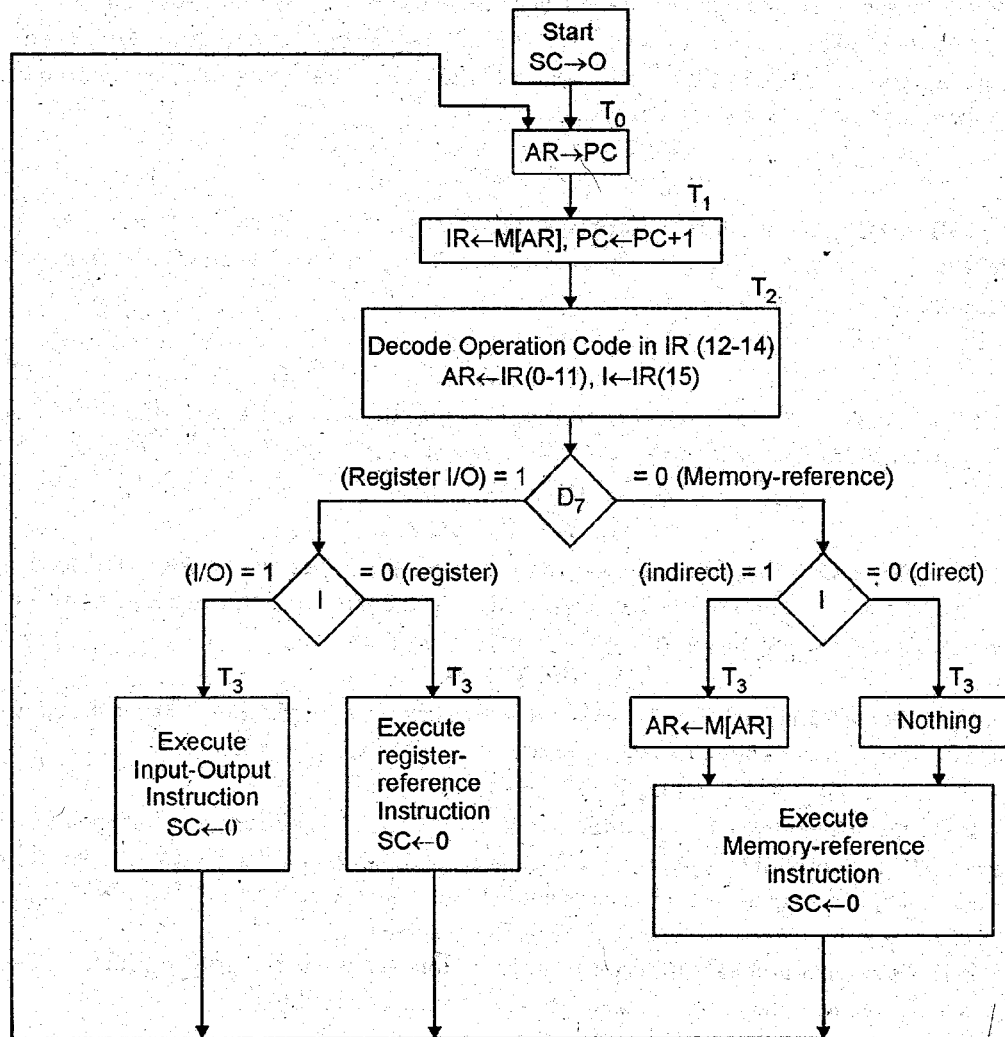 Start
SC→O
T0
AR→PC
T1
IR←M[AR], PC←PC+1
T2
Decode Operation Code in IR (12-14)
AR←IR(0-11), I←IR(15)
(Register I/O) = 1
D7
= 0 (Memory-reference)
(I/O) = 1
I
= 0 (register)
(indirect) = 1
I
= 0 (direct)
T3
T3
T3
T3
Execute
Input-Output
Instruction
SC←0
Execute
register-
reference
Instruction
SC←0
AR←M[AR]
Nothing
Execute
Memory-reference
instruction
SC←0